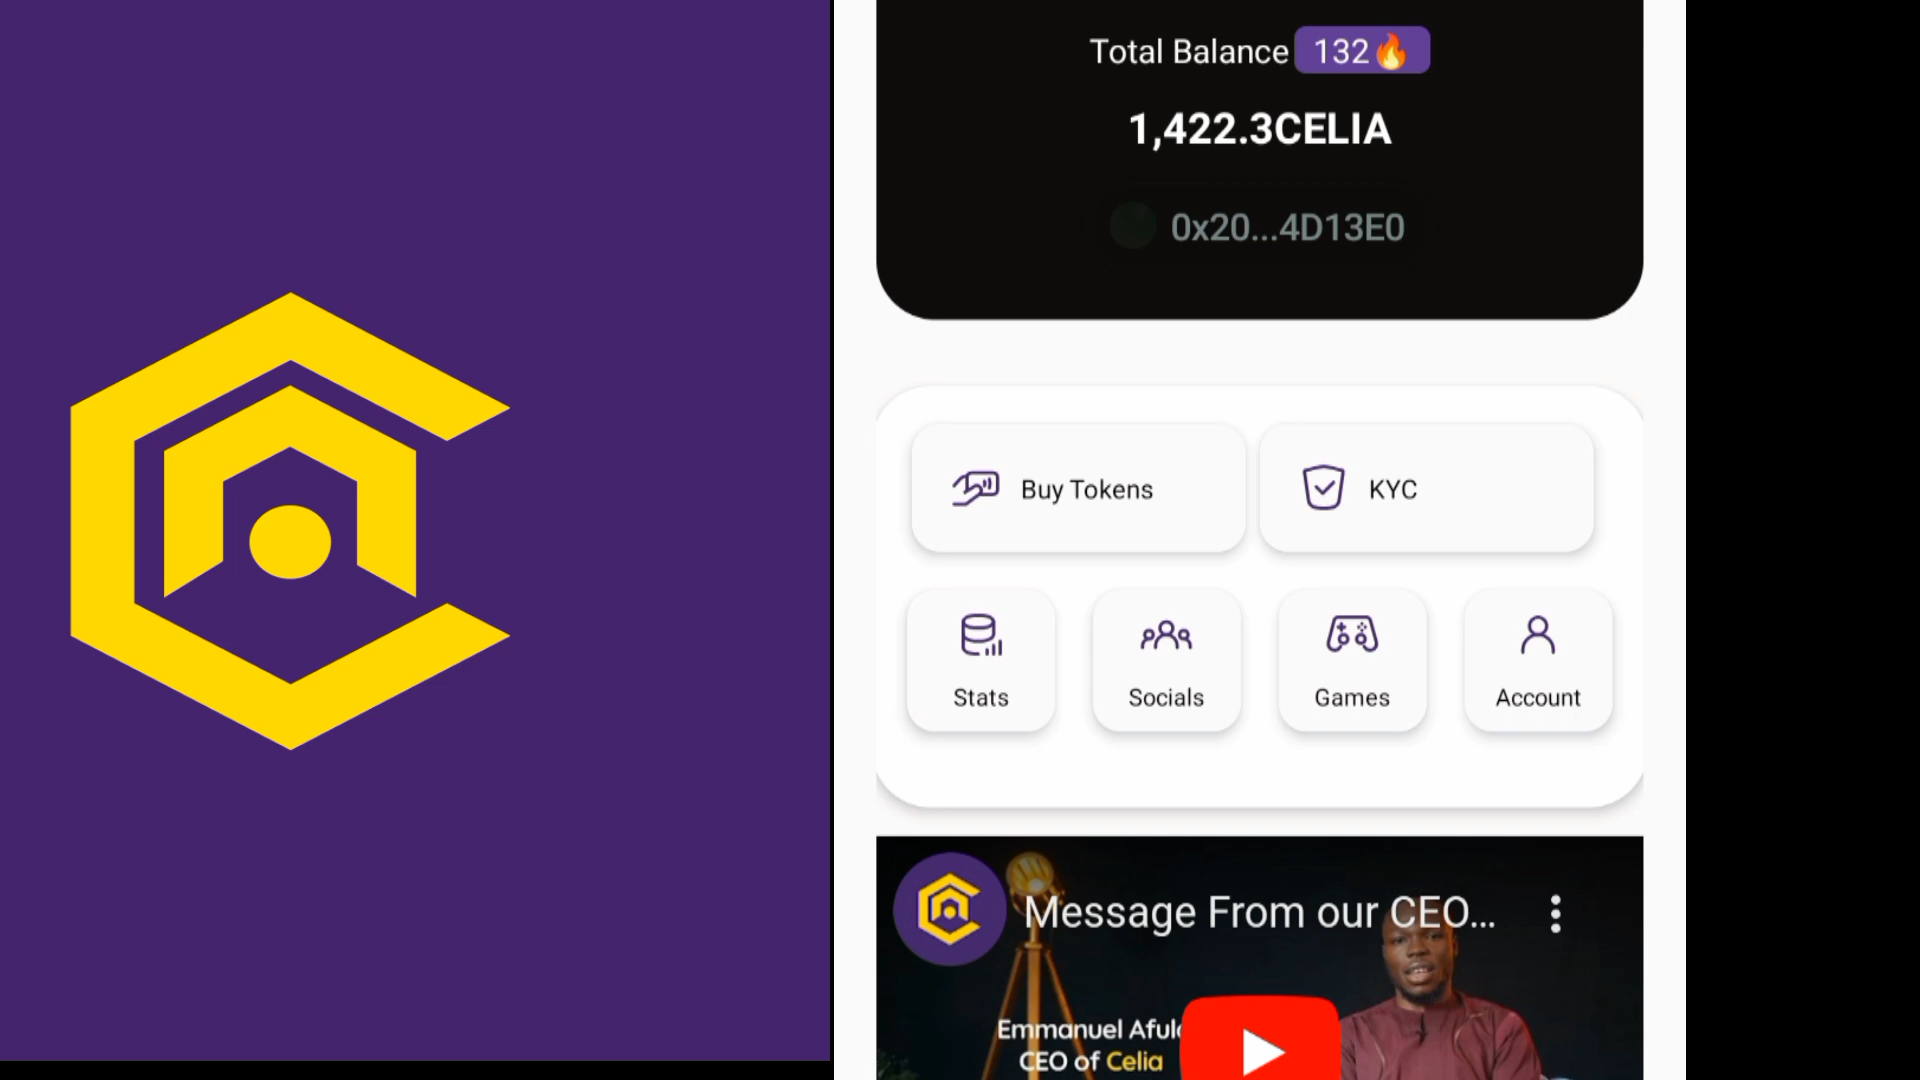 Total Balance 132🔥
1,422.3CELIA
0x20...4D13E0
Buy Tokens
KYC
Stats
Socials
Games
Account
Message From our CEO...
Emmanuel
CEO of Celia